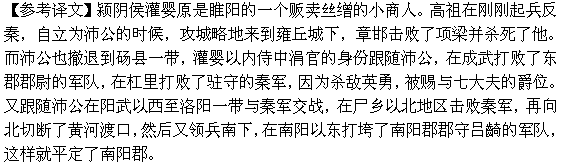 【参考译文】颍阴侯灌婴原是睢阳的一个贩卖丝缯的小商人。高祖在刚刚起兵反
秦，自立为沛公的时候，攻城略地来到雍丘城下，章邯击败了项梁并杀死了他。
而沛公也撤退到砀县一带，灌婴以内侍中涓官的身份跟随沛公，在成武打败了东
郡郡尉的军队，在杠里打败了驻守的秦军，因为杀敌英勇，被赐与七大夫的爵位。
又跟随沛公在阳武以西至洛阳一带与秦军交战，在尸乡以北地区击败秦军，再向
北切断了黄河渡口，然后又领兵南下，在南阳以东打垮了南阳郡郡守吕齮的军队，
这样就平定了南阳郡。